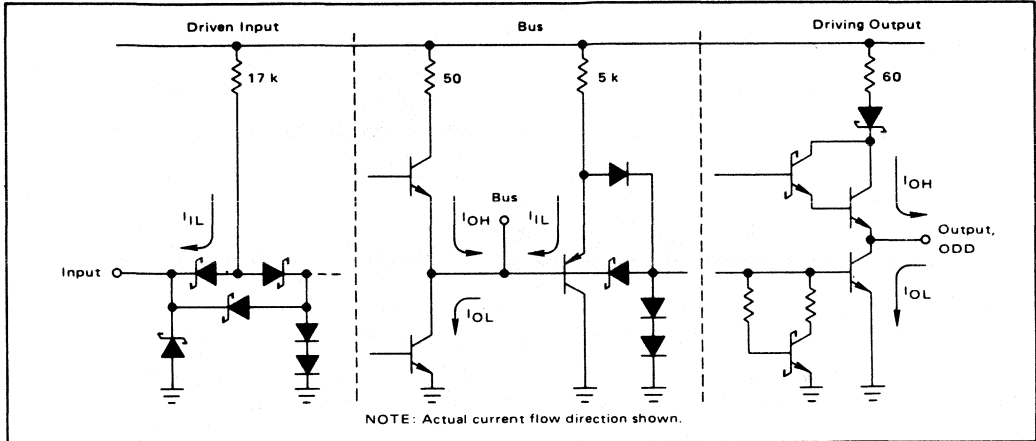 Driven Input
Bus
Driving Output
17 k
50
5 k
60
IIL
IOH
Bus
IIL
IOH
Input
Output,
ODD
IOL
IOL
NOTE: Actual current flow direction shown.